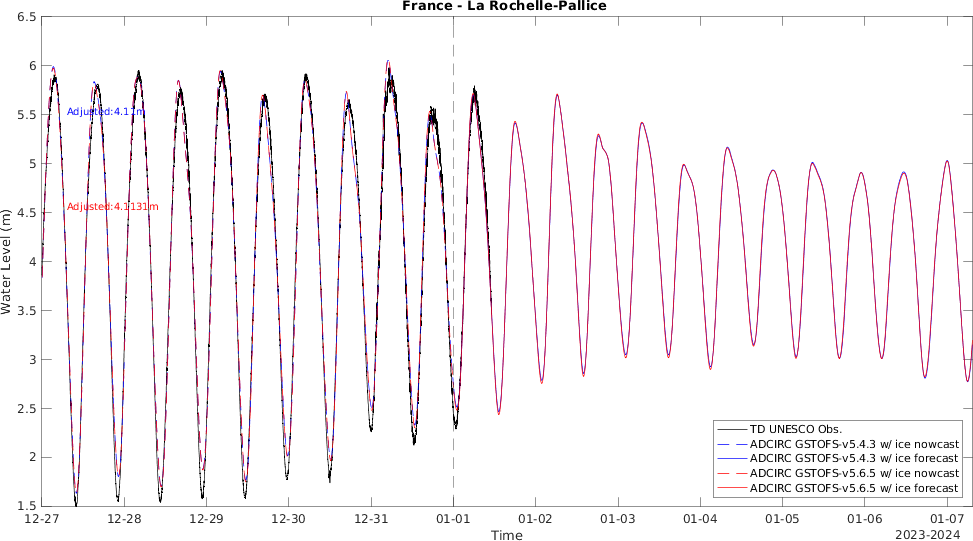 France - La Rochelle-Pallice
6.5
6
5.5
5
4.5
4
3.5
3
2.5
2
1.5
Water Level (m)
Adjusted:4.11m
Adjusted:4.1131m
TD UNESCO Obs.
ADCIRC GSTOFS-v5.4.3 w/ ice nowcast
ADCIRC GSTOFS-v5.4.3 w/ ice forecast
ADCIRC GSTOFS-v5.6.5 w/ ice nowcast
ADCIRC GSTOFS-v5.6.5 w/ ice forecast
12-27 12-28 12-29 12-30 12-31 01-01 01-02 01-03 01-04 01-05 01-06 01-07
Time
2023-2024